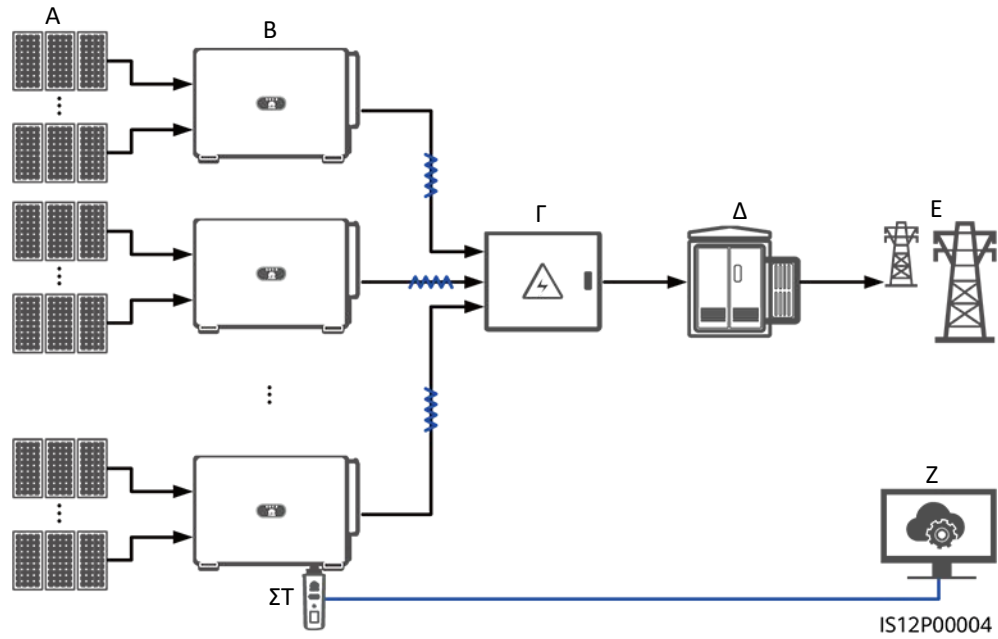 Α
Β
Γ
Δ
Ε
Ζ
ΣΤ
IS12P00004